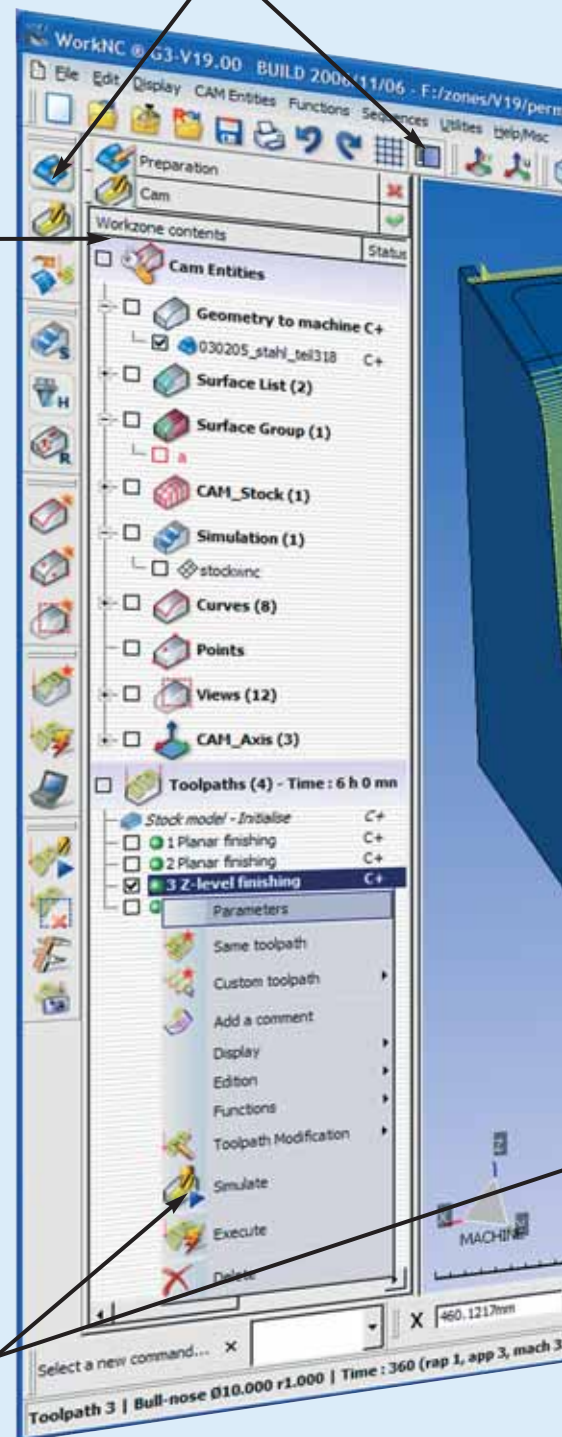 WorkNC ® G3-V19.00 BUILD 2006/11/06 - F:/zones/V19/perm
File Edit Display CAM Entities Functions Sequences Utilities Help/Misc
Preparation
Cam
Workzone contents Status
Cam Entities
Geometry to machine C+
030205_stahl_teil318 C+
Surface List (2)
Surface Group (1)
a
CAM_Stock (1)
Simulation (1)
stockwnc
Curves (8)
Points
Views (12)
CAM_Axis (3)
Toolpaths (4) - Time : 6 h 0 mn
Stock model - Initialise C+
1 Planar finishing C+
2 Planar finishing C+
3 Z-level finishing C+
Parameters
Same toolpath
Custom toolpath
Add a comment
Display
Edition
Functions
Toolpath Modification
Simulate
Execute
Delete
MACHINE
Select a new command... X 460.1217mm
Toolpath 3 | Bull-nose Ø10.000 r1.000 | Time : 360 (rap 1, app 3, mach 3